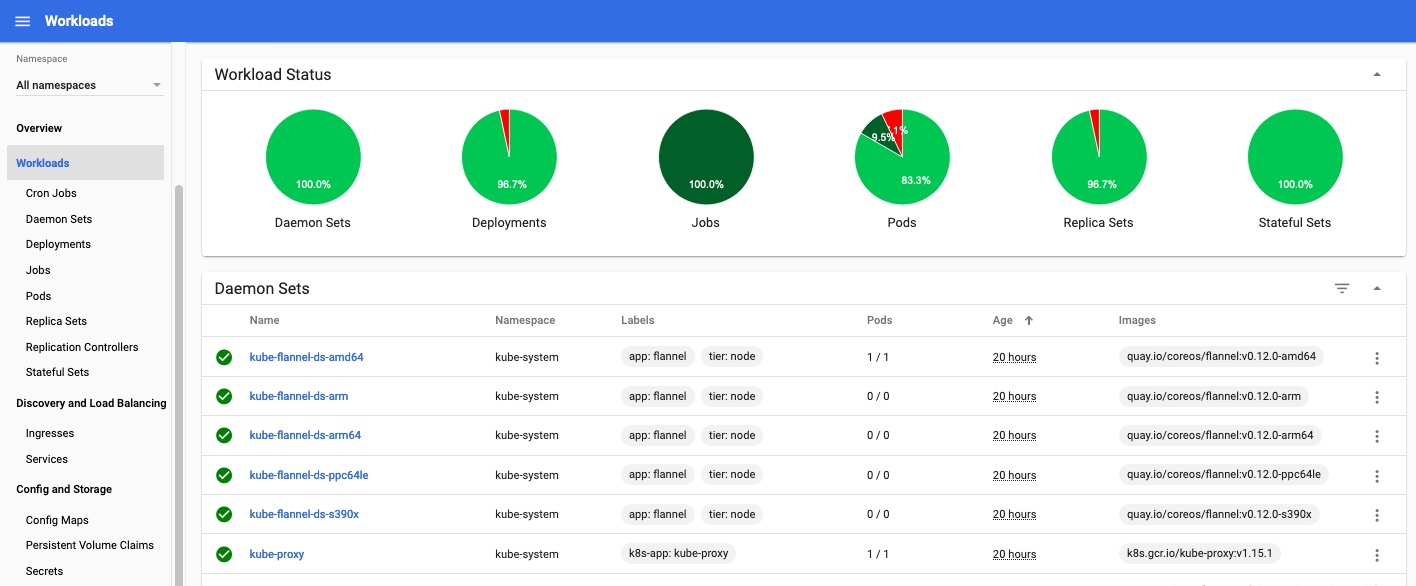 Workloads
Namespace
All namespaces
Overview
Workloads
Cron Jobs
Daemon Sets
Deployments
Jobs
Pods
Replica Sets
Replication Controllers
Stateful Sets
Discovery and Load Balancing
Ingresses
Services
Config and Storage
Config Maps
Persistent Volume Claims
Secrets
Workload Status
100.0%
Daemon Sets
96.7%
Deployments
100.0%
Jobs
9.5%
83.3%
Pods
96.7%
Replica Sets
100.0%
Stateful Sets
Daemon Sets
Name Namespace Labels Pods Age Images
kube-flannel-ds-amd64 kube-system app: flannel tier: node 1 / 1 20 hours quay.io/coreos/flannel:v0.12.0-amd64
kube-flannel-ds-arm kube-system app: flannel tier: node 0 / 0 20 hours quay.io/coreos/flannel:v0.12.0-arm
kube-flannel-ds-arm64 kube-system app: flannel tier: node 0 / 0 20 hours quay.io/coreos/flannel:v0.12.0-arm64
kube-flannel-ds-ppc64le kube-system app: flannel tier: node 0 / 0 20 hours quay.io/coreos/flannel:v0.12.0-ppc64le
kube-flannel-ds-s390x kube-system app: flannel tier: node 0 / 0 20 hours quay.io/coreos/flannel:v0.12.0-s390x
kube-proxy kube-system k8s-app: kube-proxy 1 / 1 20 hours k8s.gcr.io/kube-proxy:v1.15.1